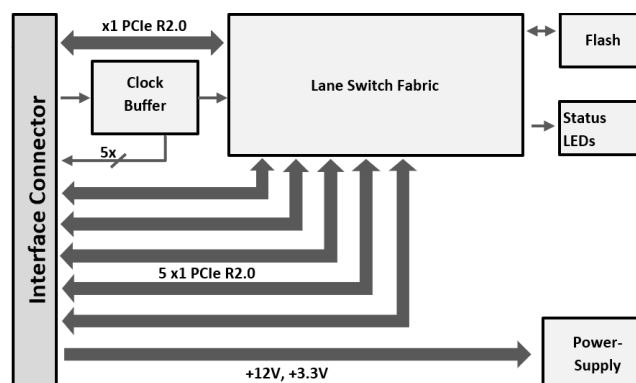 x1 PCIe R2.0
Interface Connector
Clock
Buffer
Lane Switch Fabric
Flash
Status
LEDs
5x
5 x1 PCIe R2.0
+12V, +3.3V
Power-
Supply